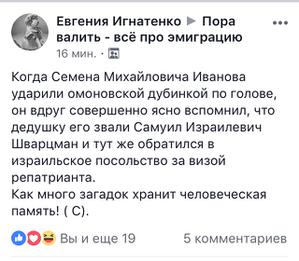 Евгения Игнатенко ▶ Пора
валить - всё про эмиграцию
16 мин. ·
Когда Семена Михайловича Иванова
ударили омоновской дубинкой по голове,
он вдруг совершенно ясно вспомнил, что
дедушку его звали Самуил Израилевич
Шварцман и тут же обратился в
израильское посольство за визой
репатрианта.
Как много загадок хранит человеческая
память! ( С).
Вы и еще 19 5 комментариев